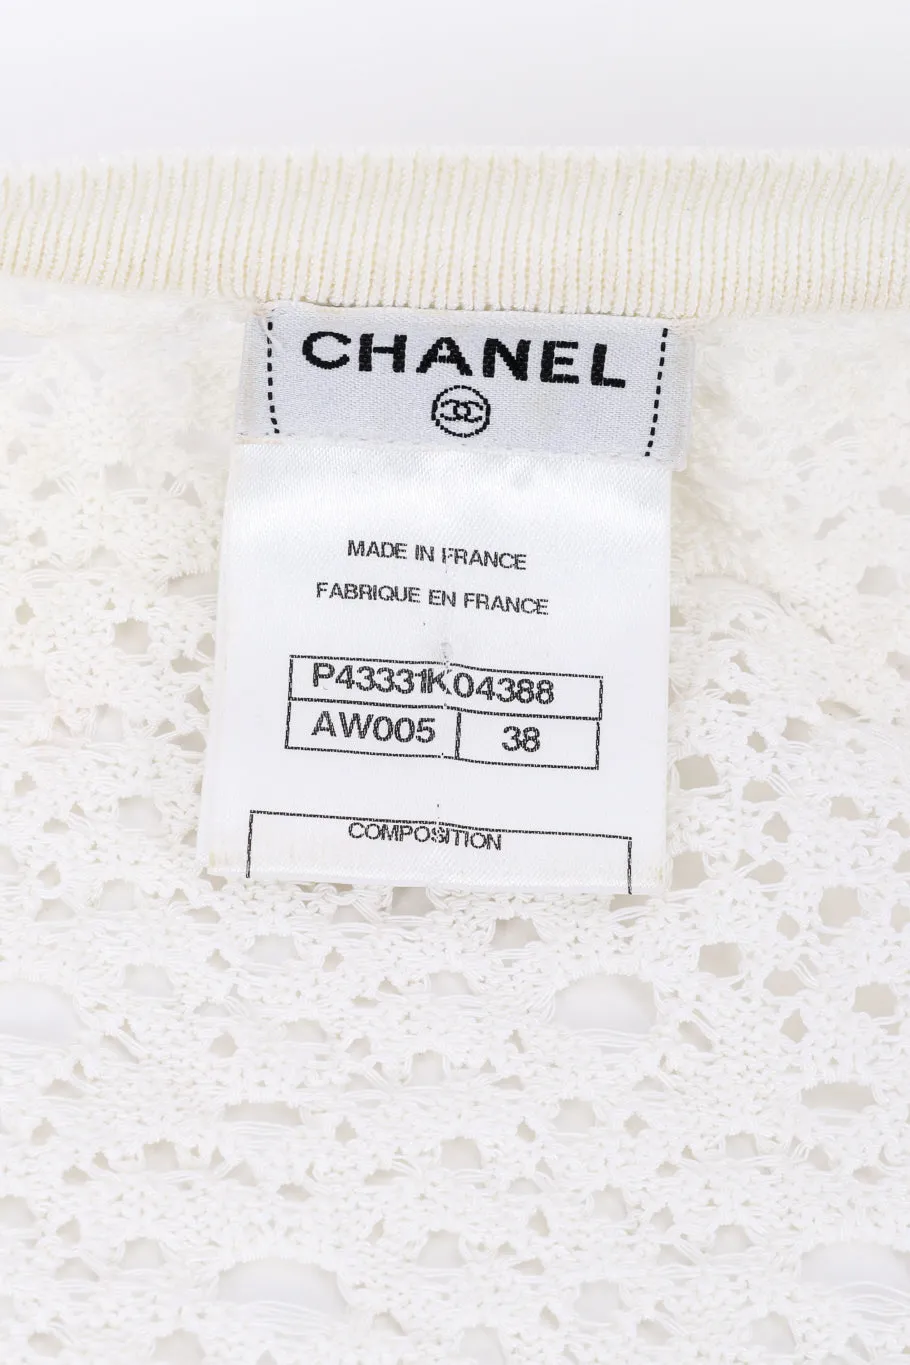 CHANEL
MADE IN FRANCE
FABRIQUE EN FRANCE
P43331K04388
AW005 38
COMPOSITION